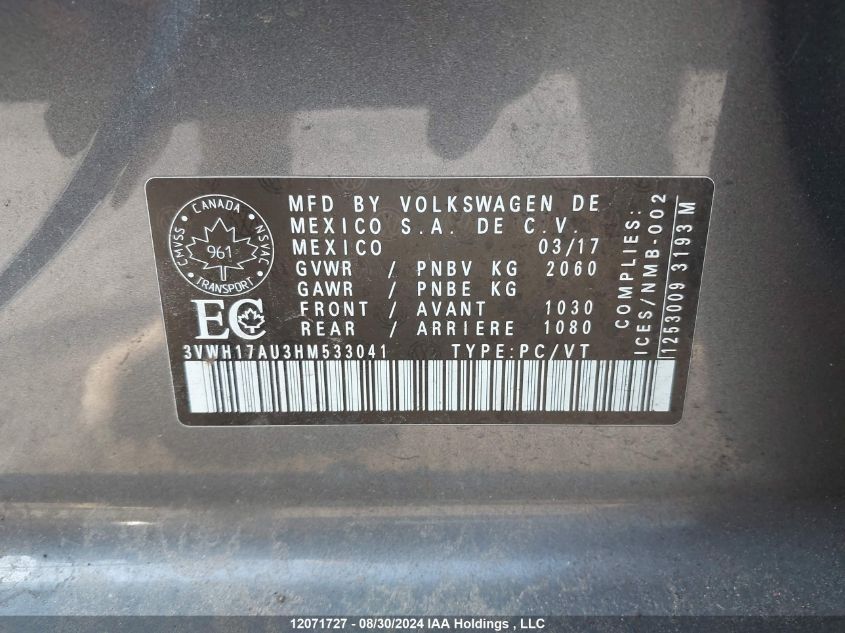 MFD BY VOLKSWAGEN DE
MEXICO S.A. DE C.V.
MEXICO 03/17
GVWR / PNBV KG 2060
GAWR / PNBE KG
FRONT / AVANT 1030
REAR / ARRIERE 1080
CANADA
CMVSS NSVAC
961
TRANSPORT
EC
3VWH17AU3HM533041 TYPE:PC/VT
COMPLIES:
ICES/NMB-002
1253009 3193 M
12071727 - 08/30/2024 IAA Holdings , LLC